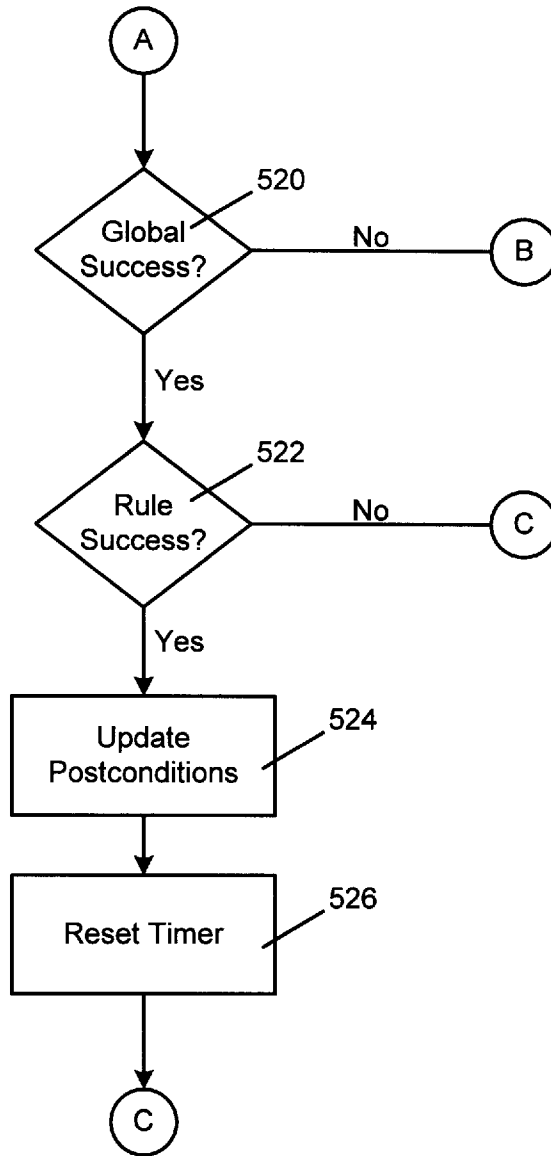 A
520
Global
Success?
No
B
Yes
522
Rule
Success?
No
C
Yes
Update
Postconditions
524
Reset Timer
526
C